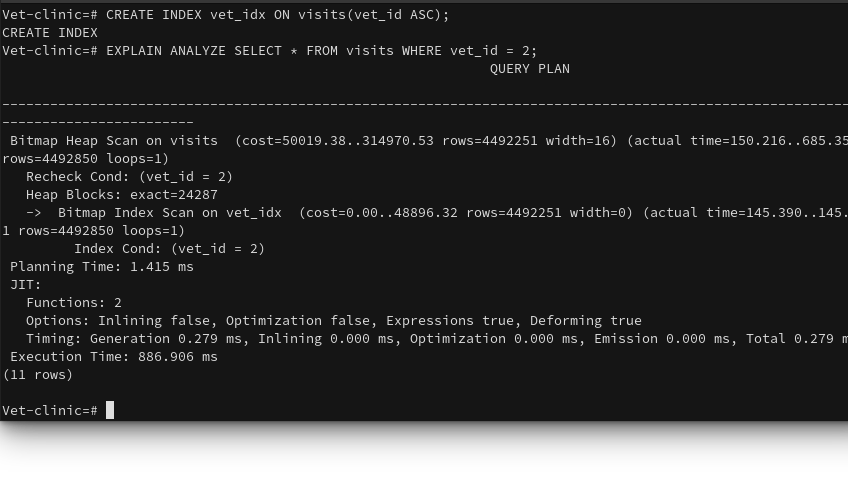 Vet-clinic=# CREATE INDEX vet_idx ON visits(vet_id ASC);
CREATE INDEX
Vet-clinic=# EXPLAIN ANALYZE SELECT * FROM visits WHERE vet_id = 2;
QUERY PLAN
----------------------------------------------------------------------------------------------------------
------------------------
Bitmap Heap Scan on visits  (cost=50019.38..314970.53 rows=4492251 width=16) (actual time=150.216..685.35
rows=4492850 loops=1)
Recheck Cond: (vet_id = 2)
Heap Blocks: exact=24287
->  Bitmap Index Scan on vet_idx  (cost=0.00..48896.32 rows=4492251 width=0) (actual time=145.390..145.
1 rows=4492850 loops=1)
Index Cond: (vet_id = 2)
Planning Time: 1.415 ms
JIT:
Functions: 2
Options: Inlining false, Optimization false, Expressions true, Deforming true
Timing: Generation 0.279 ms, Inlining 0.000 ms, Optimization 0.000 ms, Emission 0.000 ms, Total 0.279 m
Execution Time: 886.906 ms
(11 rows)
Vet-clinic=#